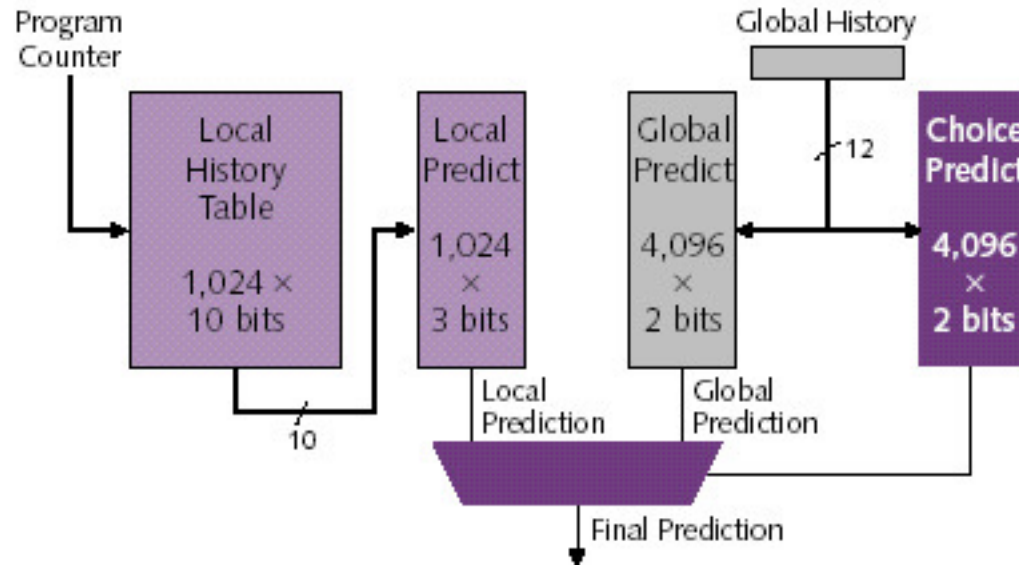 Program
Counter
Global History
Local
History
Table
1,024 ×
10 bits
Local
Predict
1,024
×
3 bits
Global
Predict
4,096
×
2 bits
Choice
Predict
4,096
×
2 bits
12
10
Local
Prediction
Global
Prediction
Final Prediction